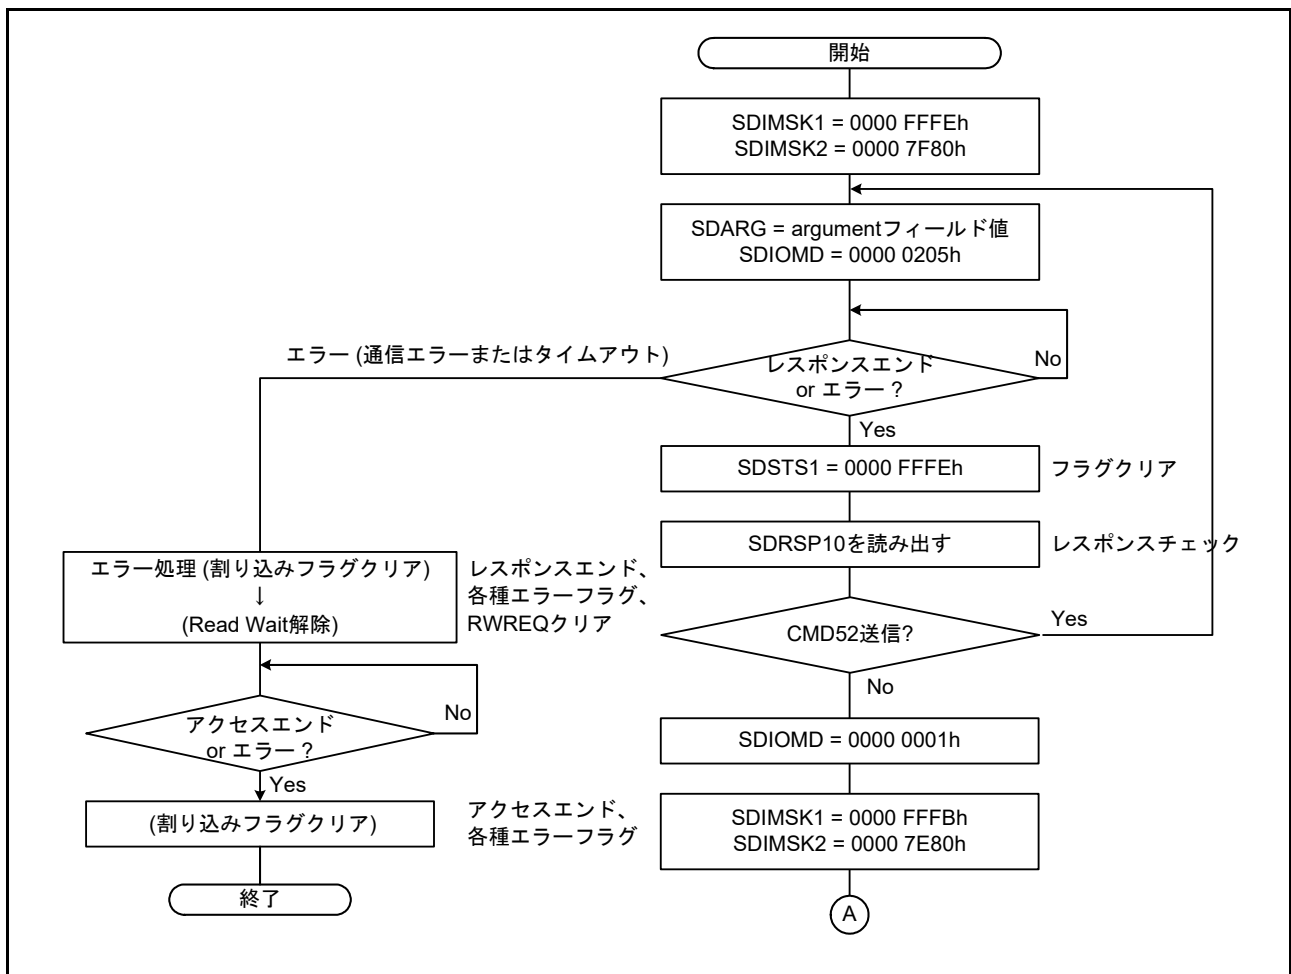 開始
SDIMSK1 = 0000 FFFEh
SDIMSK2 = 0000 7F80h
SDARG = argumentフィールド値
SDIOMD = 0000 0205h
エラー (通信エラーまたはタイムアウト)
レスポンスエンド
or エラー ?
No
Yes
SDSTS1 = 0000 FFFEh
フラグクリア
SDRSP10を読み出す
レスポンスチェック
エラー処理 (割り込みフラグクリア)
↓
(Read Wait解除)
レスポンスエンド、
各種エラーフラグ、
RWREQクリア
CMD52送信?
Yes
No
アクセスエンド
or エラー ?
No
Yes
SDIOMD = 0000 0001h
(割り込みフラグクリア)
アクセスエンド、
各種エラーフラグ
SDIMSK1 = 0000 FFFBh
SDIMSK2 = 0000 7E80h
終了
A